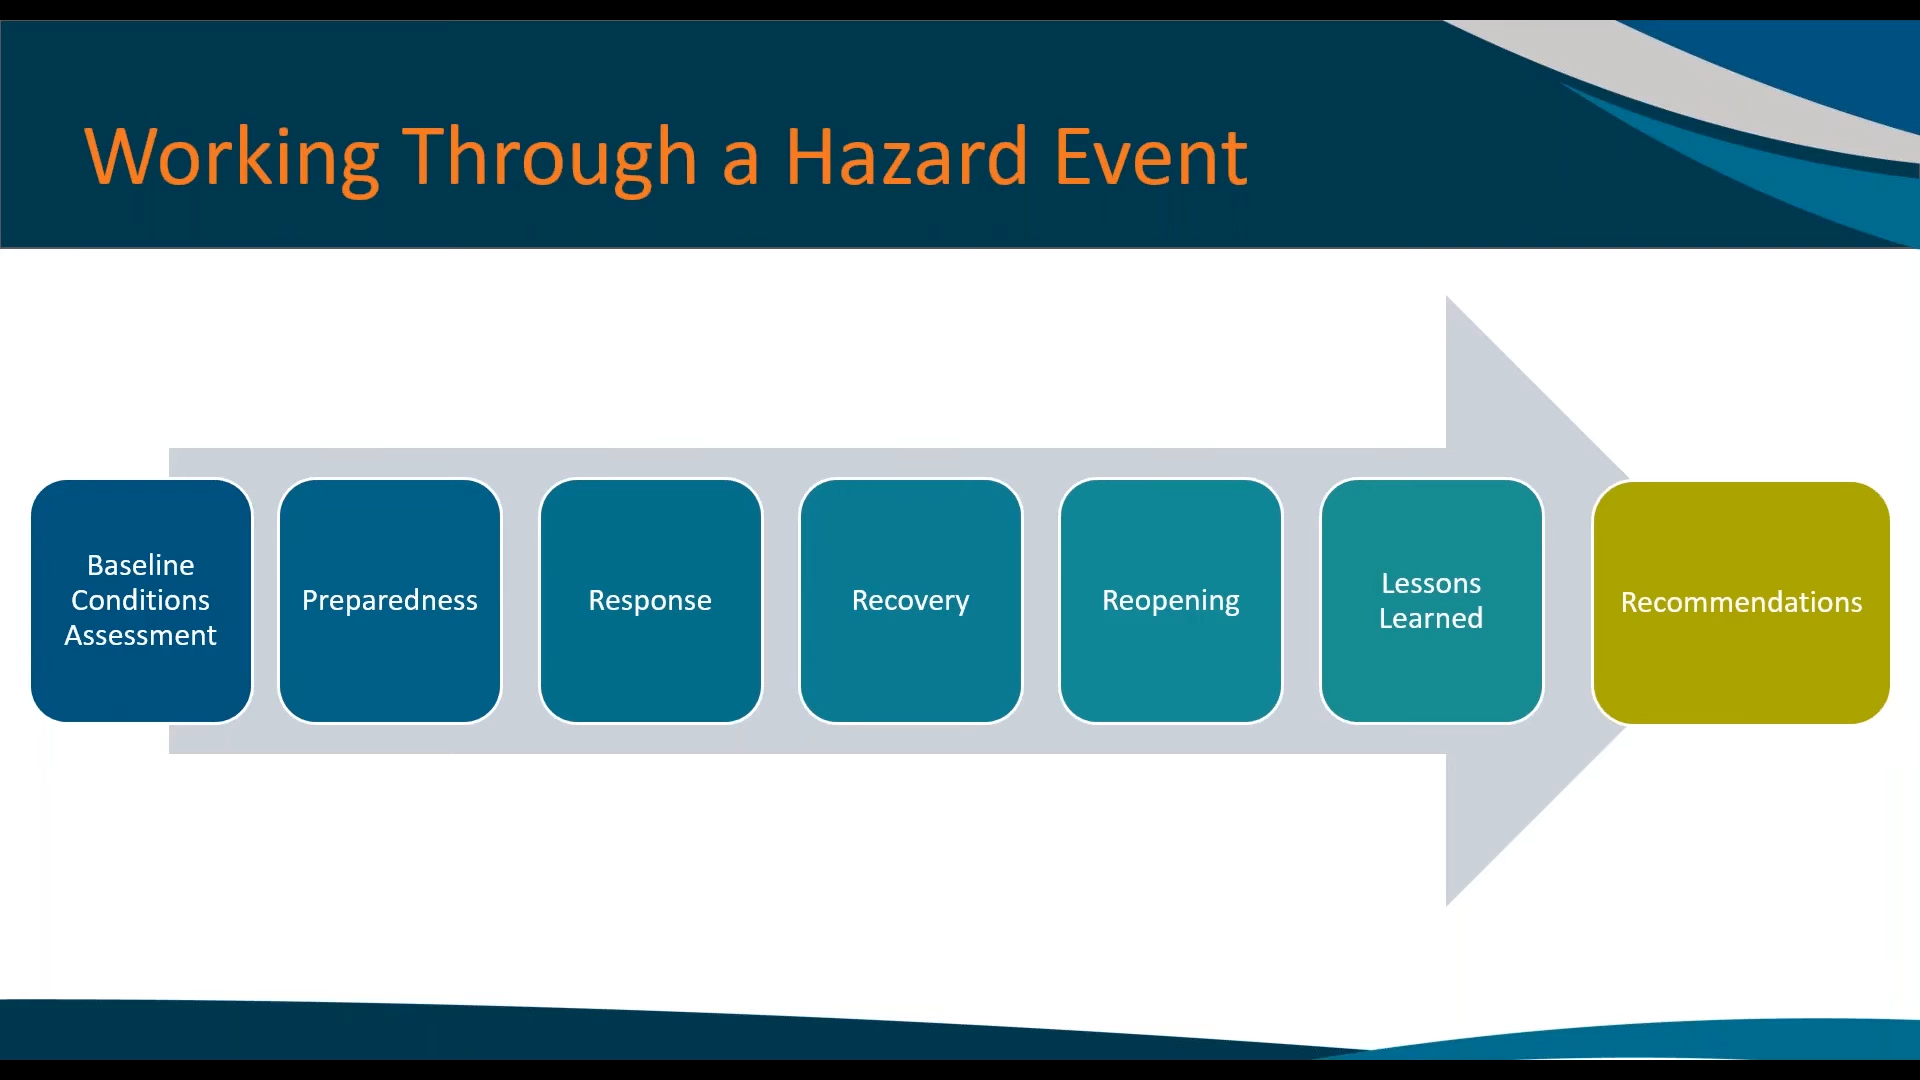 Working Through a Hazard Event
Baseline
Conditions
Assessment
Preparedness
Response
Recovery
Reopening
Lessons
Learned
Recommendations